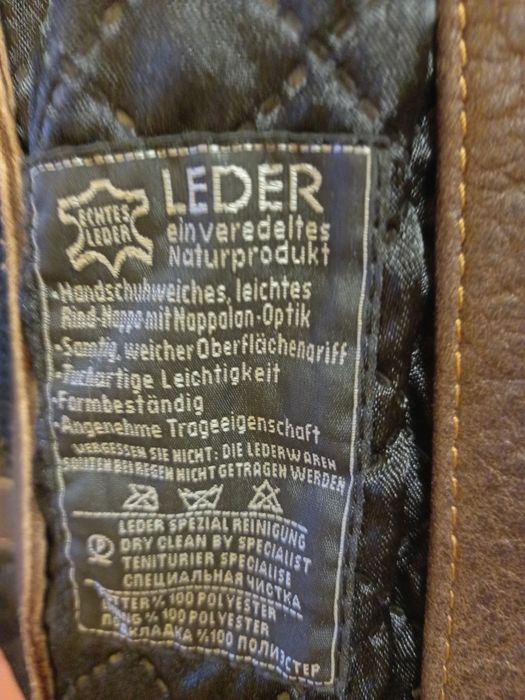 ECHTES
LEDER
LEDER
ein veredeltes
Naturprodukt
-Handschuhweiches, leichtes
Rind-Nappa mit Nappalan-Optik
-Samtig, weicher Oberflächengriff
-Tuchartige Leichtigkeit
-Formbeständig
-Angenehme Trageeigenschaft
VERGESSEN SIE NICHT: DIE LEDERWAREN
SOLLTEN BEI REGEN NICHT GETRAGEN WERDEN
LEDER SPEZIAL REINIGUNG
P DRY CLEAN BY SPECIALIST
TENITURIER SPECIALISE
СПЕЦИАЛЬНАЯ ЧИСТКА
%100 POLYESTER
%100 POLYESTER
%100 ПОЛИЭСТЕР